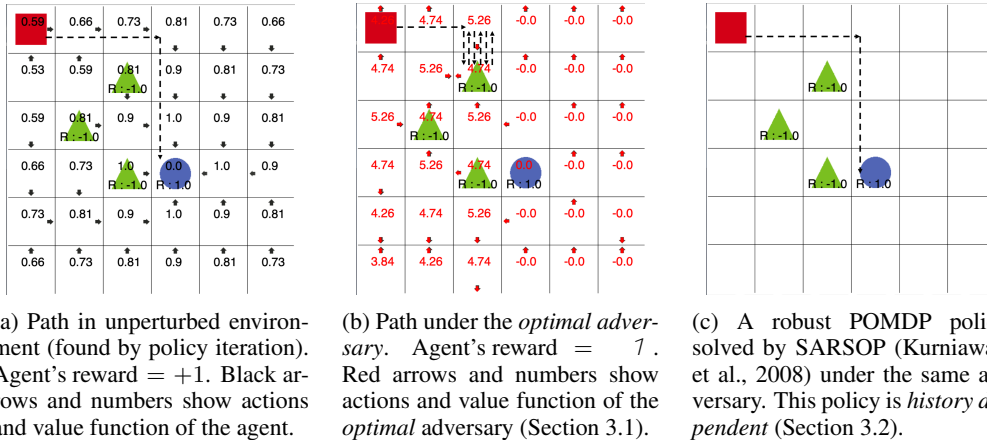 0.59 0.66 0.73 0.81 0.73 0.66
0.53 0.59 0.81 0.9 0.81 0.73
R : -1.0
0.59 0.81 0.9 1.0 0.9 0.81
R : -1.0
0.66 0.73 1.0 0.0 1.0 0.9
R : -1.0 R : 1.0
0.73 0.81 0.9 1.0 0.9 0.81
0.66 0.73 0.81 0.9 0.81 0.73
a) Path in unperturbed environ-
ment (found by policy iteration).
Agent's reward = +1. Black ar-
rows and numbers show actions
and value function of the agent.
4.74 5.26 -0.0 -0.0 -0.0
4.74 5.26 4.74 -0.0 -0.0 -0.0
R : -1.0
5.26 4.74 5.26 -0.0 -0.0 -0.0
R : -1.0
4.74 5.26 4.74 0.0 -0.0 -0.0
R : -1.0 R : 1.0
4.26 4.74 5.26 -0.0 -0.0 -0.0
3.84 4.26 4.74 -0.0 -0.0 -0.0
(b) Path under the optimal adver-
sary. Agent's reward = .
Red arrows and numbers show
actions and value function of the
optimal adversary (Section 3.1).
R : -1.0
R : -1.0
R : -1.0 R : 1.0
(c) A robust POMDP poli
solved by SARSOP (Kurniawa
et al., 2008) under the same a
versary. This policy is history d
pendent (Section 3.2).